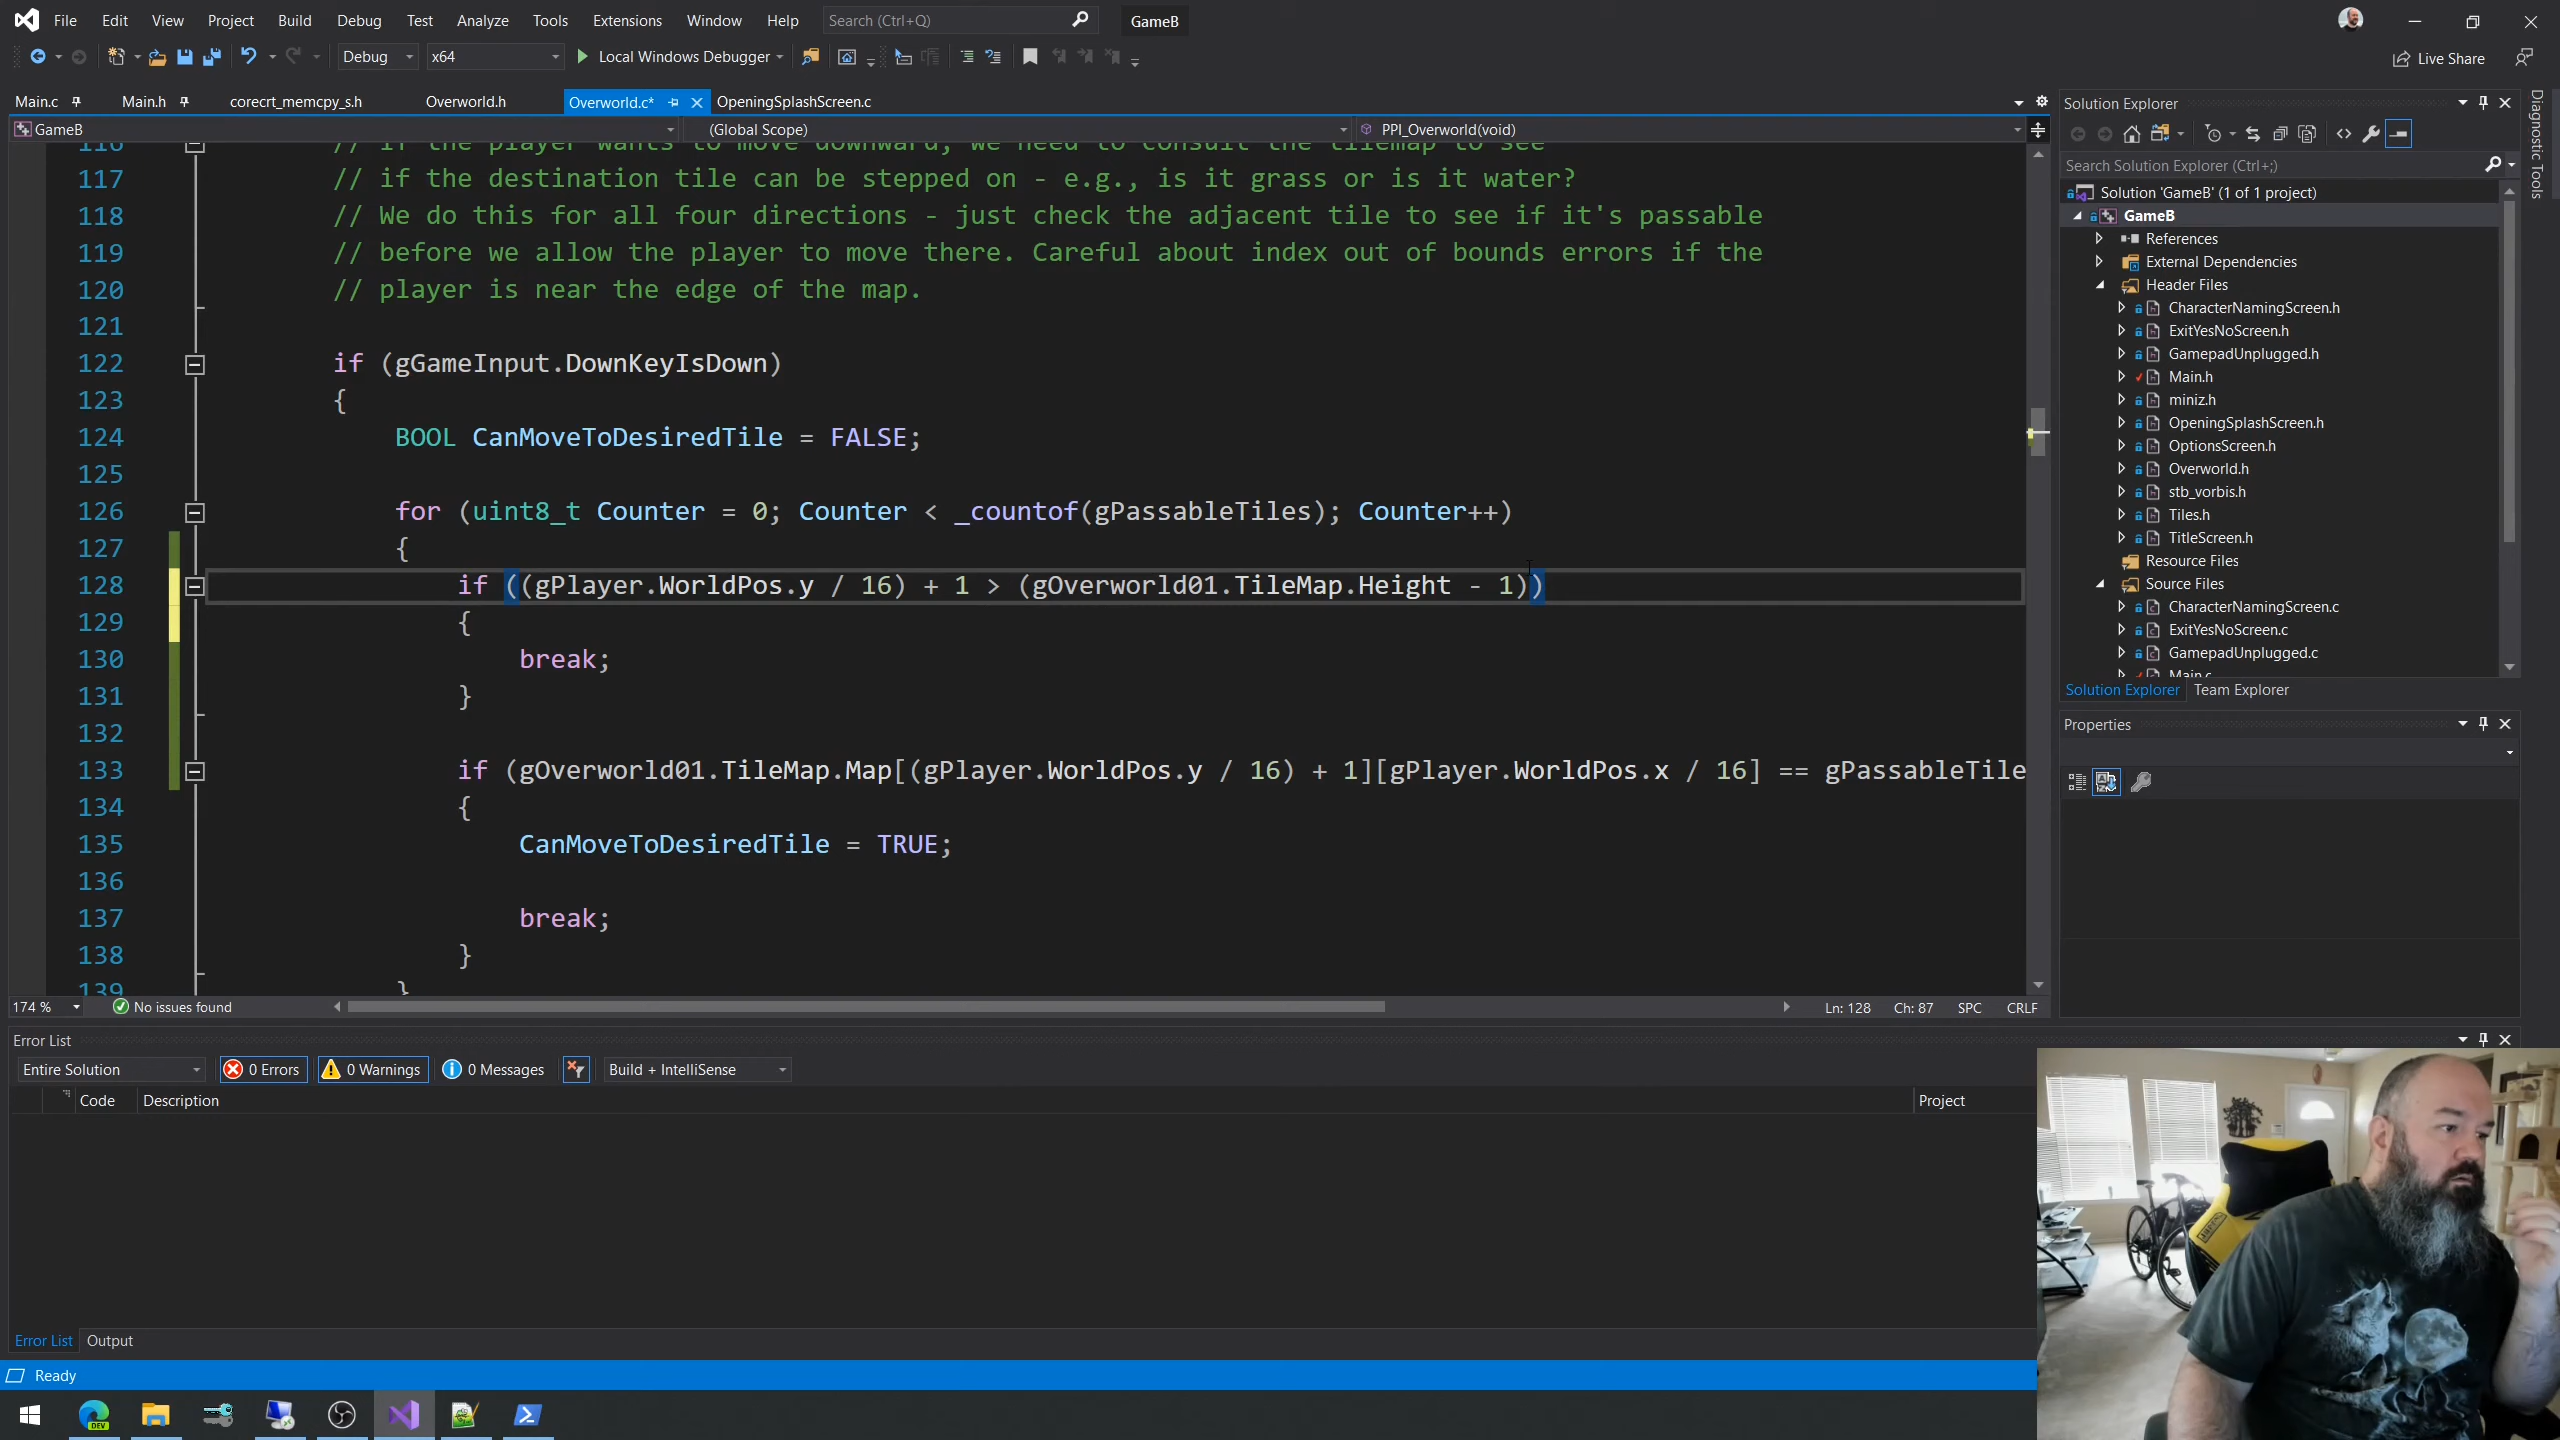 File Edit View Project Build Debug Test Analyze Tools Extensions Window Help Search (Ctrl+Q) GameB
Debug x64 Local Windows Debugger Live Share
Main.c Main.h corecrt_memcpy_s.h Overworld.h Overworld.c* OpeningSplashScreen.c
GameB (Global Scope) PPI_Overworld(void)
116 // if the player wants to move downward, we need to consult the tilemap to see
117 // if the destination tile can be stepped on - e.g., is it grass or is it water?
118 // We do this for all four directions - just check the adjacent tile to see if it's passable
119 // before we allow the player to move there. Careful about index out of bounds errors if the
120 // player is near the edge of the map.
121
122 if (gGameInput.DownKeyIsDown)
123 {
124 BOOL CanMoveToDesiredTile = FALSE;
125
126 for (uint8_t Counter = 0; Counter < _countof(gPassableTiles); Counter++)
127 {
128 if ((gPlayer.WorldPos.y / 16) + 1 > (gOverworld01.TileMap.Height - 1))
129 {
130 break;
131 }
132
133 if (gOverworld01.TileMap.Map[(gPlayer.WorldPos.y / 16) + 1][gPlayer.WorldPos.x / 16] == gPassableTile
134 {
135 CanMoveToDesiredTile = TRUE;
136
137 break;
138 }
139 }
174 % No issues found Ln: 128 Ch: 87 SPC CRLF
Error List
Entire Solution 0 Errors 0 Warnings 0 Messages Build + IntelliSense
Code Description Project
Error List Output
Ready
Solution Explorer
Search Solution Explorer (Ctrl+;)
Solution 'GameB' (1 of 1 project)
GameB
References
External Dependencies
Header Files
CharacterNamingScreen.h
ExitYesNoScreen.h
GamepadUnplugged.h
Main.h
miniz.h
OpeningSplashScreen.h
OptionsScreen.h
Overworld.h
stb_vorbis.h
Tiles.h
TitleScreen.h
Resource Files
Source Files
CharacterNamingScreen.c
ExitYesNoScreen.c
GamepadUnplugged.c
Main.c
Solution Explorer Team Explorer
Properties
Diagnostic Tools
DEV